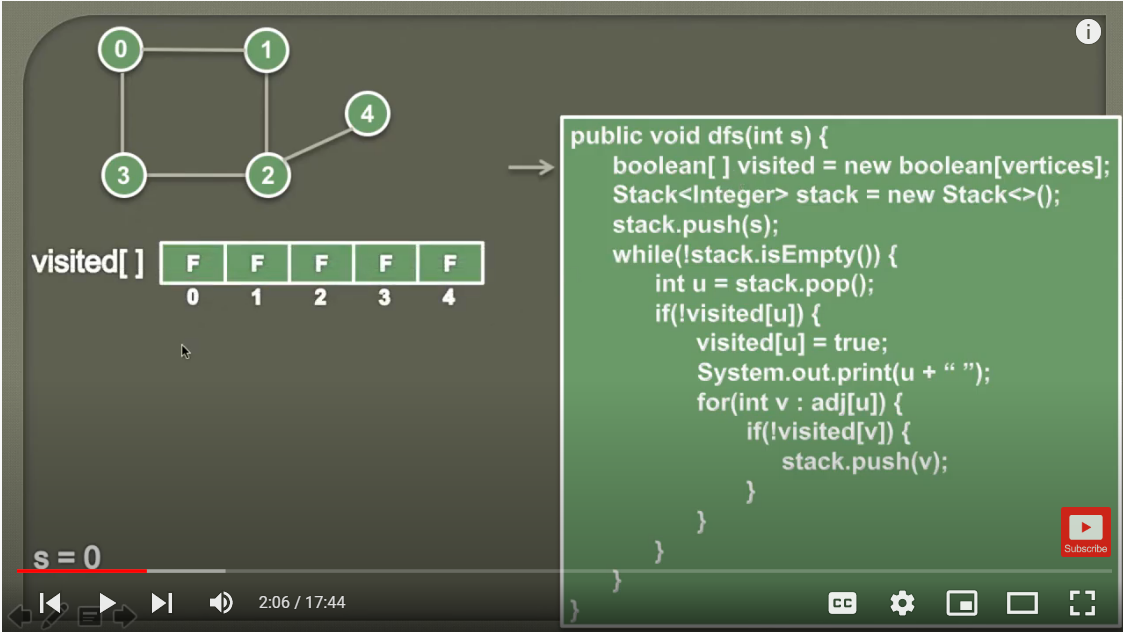 0 1
4
3 2
visited[ ] F F F F F
0 1 2 3 4
s = 0
public void dfs(int s) {
boolean[ ] visited = new boolean[vertices];
Stack<Integer> stack = new Stack<>();
stack.push(s);
while(!stack.isEmpty()) {
int u = stack.pop();
if(!visited[u]) {
visited[u] = true;
System.out.print(u + “ ”);
for(int v : adj[u]) {
if(!visited[v]) {
stack.push(v);
}
}
}
}
}
Subscribe
2:06 / 17:44
CC
i